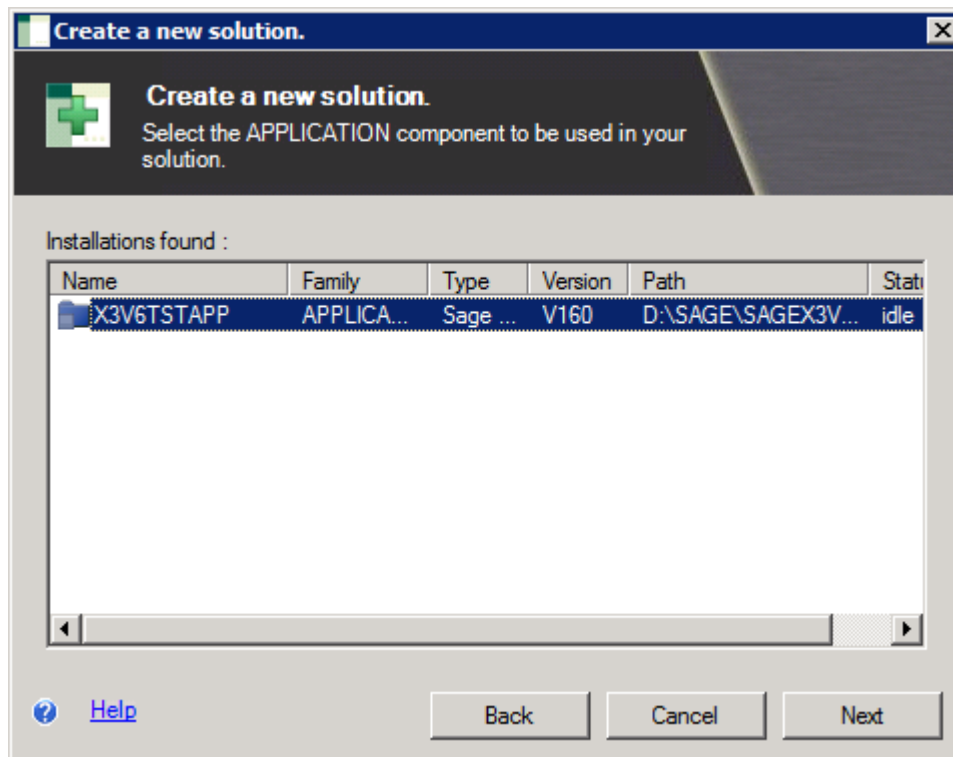 Create a new solution.
Create a new solution.
Select the APPLICATION component to be used in your
solution.
Installations found :
Name Family Type Version Path Statu
X3V6TSTAPP APPLICA... Sage ... V160 D:\SAGE\SAGEX3V... idle
Help Back Cancel Next